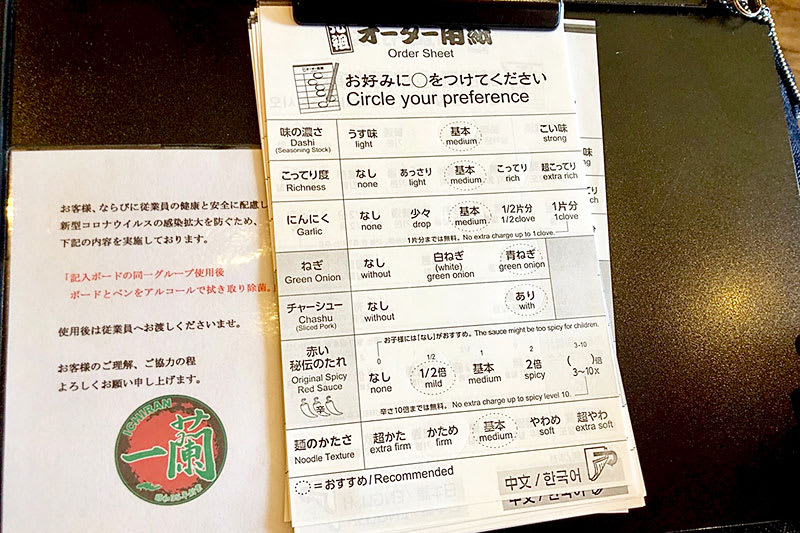 オーダー用紙
Order Sheet
お好みに○をつけてください
Circle your preference
味の濃さ うす味 基本 こい味
Dashi light medium strong
(Seasoning Stock)
こってり度 なし あっさり 基本 こってり 超こってり
Richness none light medium rich extra rich
にんにく なし 少々 基本 1/2片分 1片分
Garlic none drop medium 1/2clove 1clove
1片分までは無料。No extra charge up to 1clove.
ねぎ なし 白ねぎ 青ねぎ
Green Onion without (white) green onion green onion
チャーシュー なし あり
Chashu without with
(Sliced Pork)
お子様には「なし」がおすすめ。The sauce might be too spicy for children.
0 1/2 1 2 3-10
赤い秘伝のたれ なし 1/2倍 基本 2倍 ( )倍
Original Spicy Red Sauce none mild medium spicy 3~10x
辛
辛さ10倍までは無料。No extra charge up to spicy level 10.
麺のかたさ 超かた かため 基本 やわめ 超やわ
Noodle Texture extra firm firm medium soft extra soft
=おすすめ/Recommended
中文/한국어
中文/한국어
お客様、ならびに従業員の健康と安全に配慮し
新型コロナウイルスの感染拡大を防ぐため、
下記の内容を実施しております。
「記入ボードの同一グループ使用後
ボードとペンをアルコールで拭き取り除菌。」
使用後は従業員へお渡しくださいませ。
お客様のご理解、ご協力の程
よろしくお願い申し上げます。
ICHIRAN
一蘭